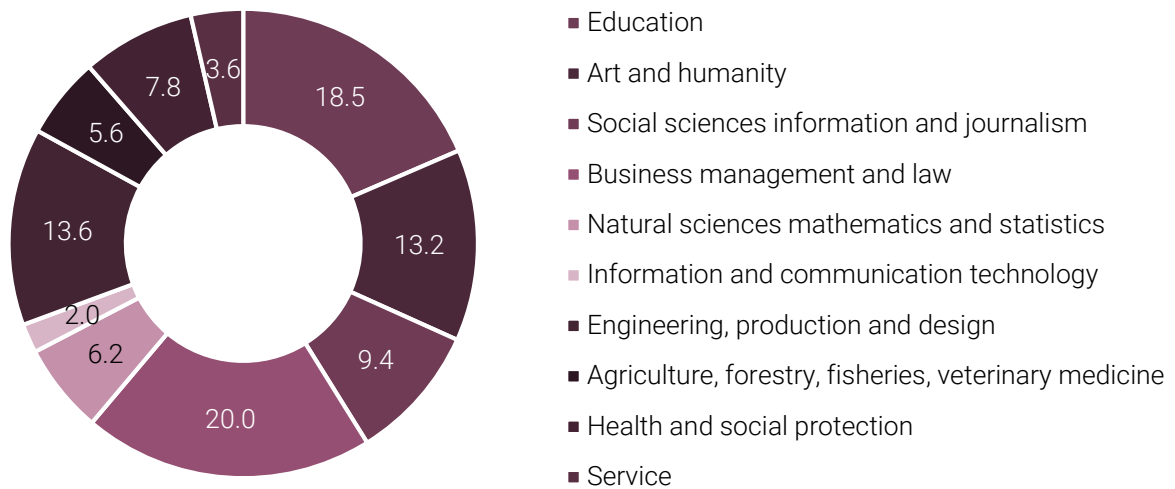 3.6
18.5
7.8
5.6
13.6
13.2
2.0
6.2
9.4
20.0
Education
Art and humanity
Social sciences information and journalism
Business management and law
Natural sciences mathematics and statistics
Information and communication technology
Engineering, production and design
Agriculture, forestry, fisheries, veterinary medicine
Health and social protection
Service